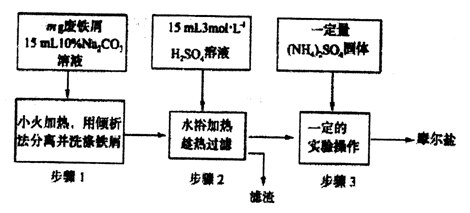 mg废铁屑
15 mL10%Na₂CO₃
溶液
15 mL3mol·L⁻¹
H₂SO₄溶液
一定量
(NH₄)₂SO₄固体
小火加热,用倾析
法分离并洗涤铁屑
水浴加热
趁热过滤
一定的
实验操作
摩尔盐
步骤1
步骤2
滤渣
步骤3